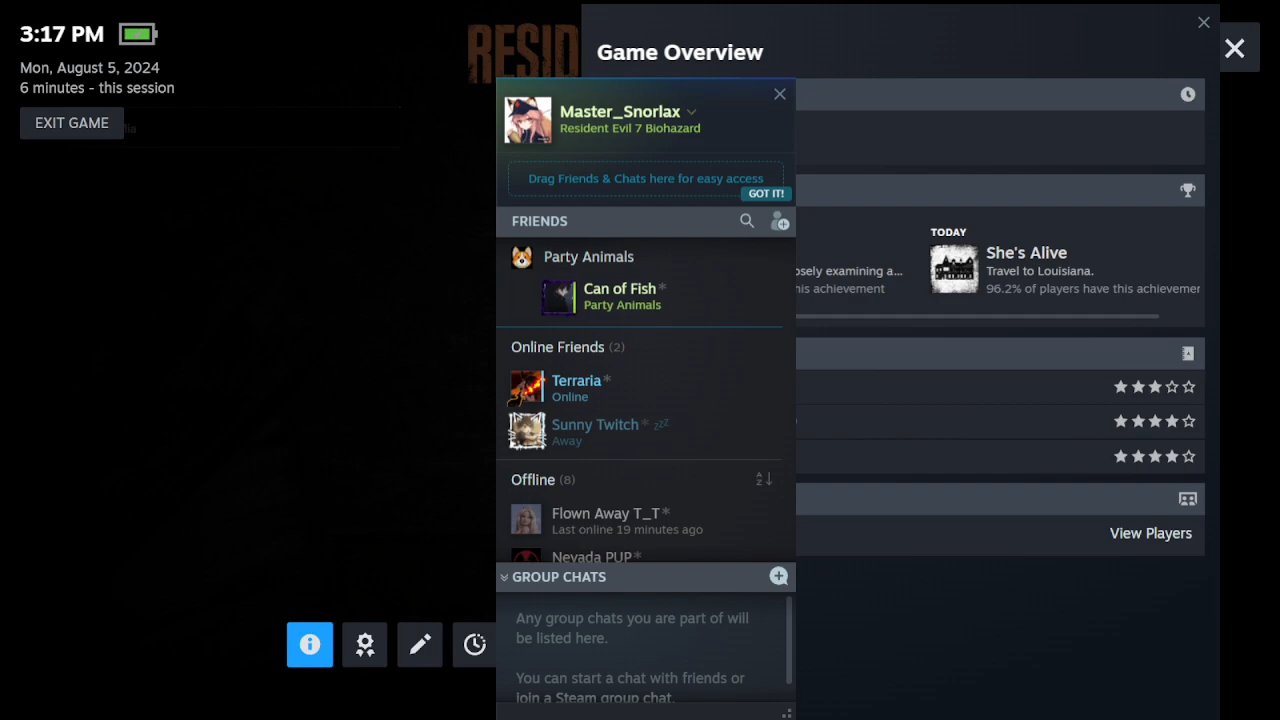 3:17 PM
Mon, August 5, 2024
6 minutes - this session
EXIT GAME
RESID
Game Overview
Master_Snorlax
Resident Evil 7 Biohazard
Drag Friends & Chats here for easy access
GOT IT!
FRIENDS
Party Animals
Can of Fish*
Party Animals
Online Friends (2)
Terraria*
Online
Sunny Twitch* zzz
Away
Offline (8)
Flown Away T_T*
Last online 19 minutes ago
Nevada PUP*
GROUP CHATS
Any group chats you are part of will
be listed here.
You can start a chat with friends or
join a Steam group chat.
TODAY
She's Alive
Travel to Louisiana.
96.2% of players have this achievemen
osely examining a...
his achievement
View Players